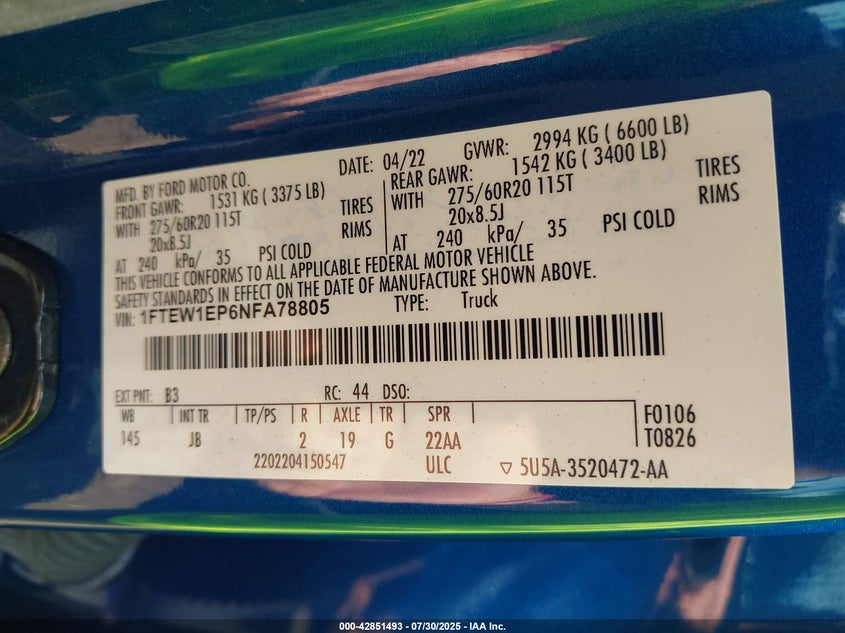 MFD. BY FORD MOTOR CO.
DATE: 04/22
GVWR: 2994 KG ( 6600 LB)
FRONT GAWR: 1531 KG ( 3375 LB)
REAR GAWR: 1542 KG ( 3400 LB)
WITH 275/60R20 115T TIRES
WITH 275/60R20 115T TIRES
20x8.5J RIMS
20x8.5J RIMS
AT 240 kPa/ 35 PSI COLD
AT 240 kPa/ 35 PSI COLD
THIS VEHICLE CONFORMS TO ALL APPLICABLE FEDERAL MOTOR VEHICLE
SAFETY STANDARDS IN EFFECT ON THE DATE OF MANUFACTURE SHOWN ABOVE.
VIN: 1FTEW1EP6NFA78805 TYPE: Truck
EXT PNT: B3 RC: 44 DSO:
WB INT TR TP/PS R AXLE TR SPR F0106
145 JB 2 19 G 22AA T0826
2202204150547 ULC ▽ 5U5A-3520472-AA
000-42851493 - 07/30/2025 - IAA Inc.